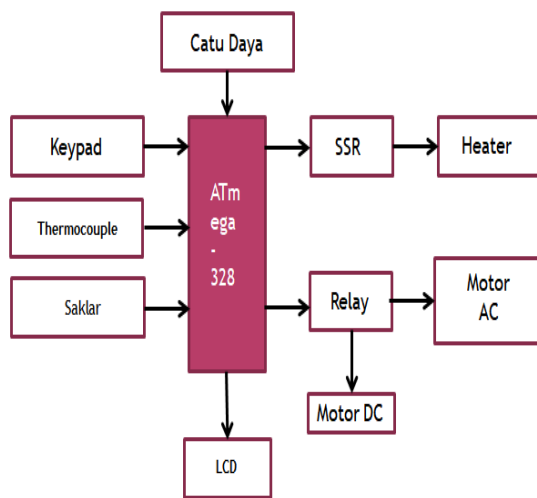 Catu Daya
Keypad
Thermocouple
Saklar
ATm
ega
-
328
SSR
Heater
Relay
Motor
AC
Motor DC
LCD